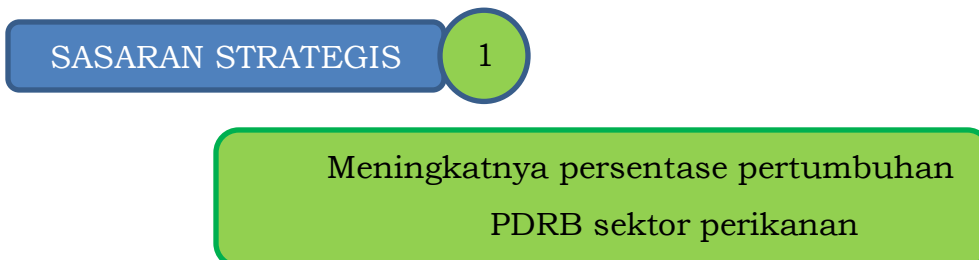 SASARAN STRATEGIS 1
Meningkatnya persentase pertumbuhan
PDRB sektor perikanan